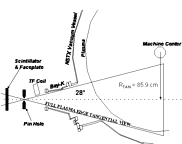 Scintillator
& Faceplate
TF Coil
Bay-K
NSTX Vacuum Vessel
Plasma
Machine Center
28°
R_TAN = 85.9 cm
FULL PLASMA EDGE TANGENTIAL VIEW
Pin Hole